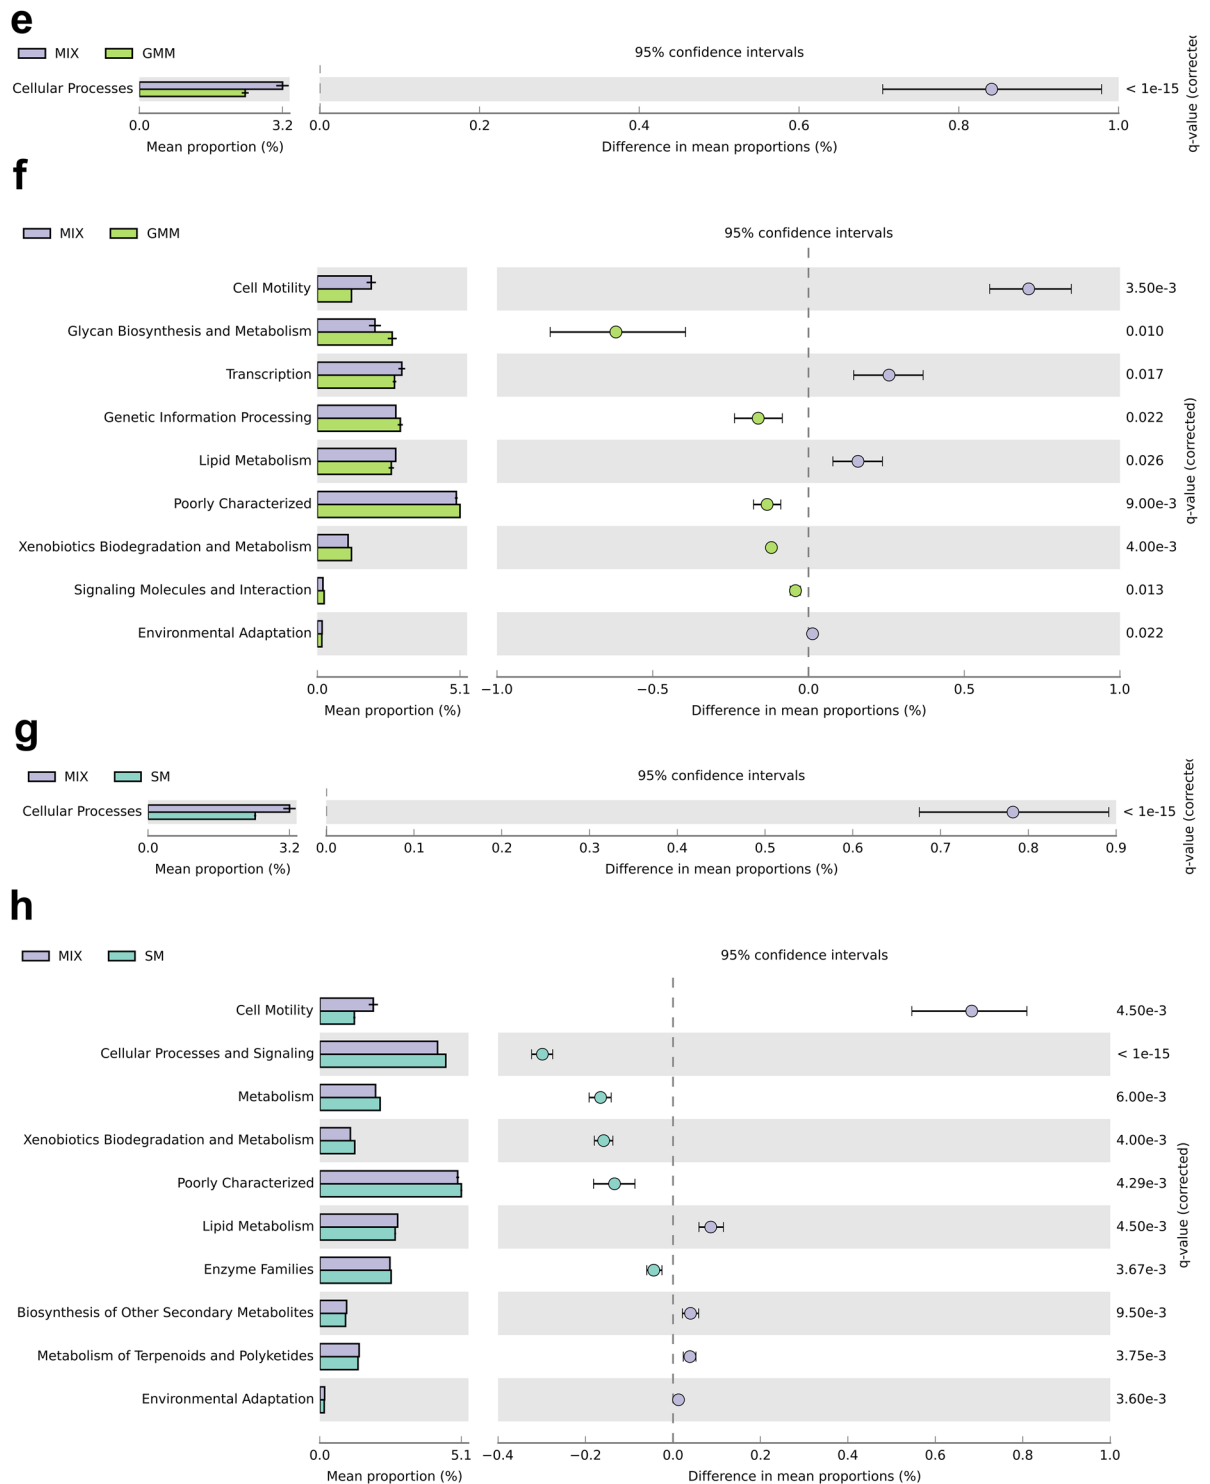 e
MIX GMM
95% confidence intervals
Cellular Processes
< 1e-15
q-value (corrected
0.0 3.2 0.0 0.2 0.4 0.6 0.8 1.0
Mean proportion (%) Difference in mean proportions (%)
f
MIX GMM
95% confidence intervals
Cell Motility 3.50e-3
Glycan Biosynthesis and Metabolism 0.010
Transcription 0.017
Genetic Information Processing 0.022
Lipid Metabolism 0.026
Poorly Characterized 9.00e-3
Xenobiotics Biodegradation and Metabolism 4.00e-3
Signaling Molecules and Interaction 0.013
Environmental Adaptation 0.022
q-value (corrected)
0.0 5.1 −1.0 −0.5 0.0 0.5 1.0
Mean proportion (%) Difference in mean proportions (%)
g
MIX SM
95% confidence intervals
Cellular Processes
< 1e-15
q-value (corrected
0.0 3.2 0.0 0.1 0.2 0.3 0.4 0.5 0.6 0.7 0.8 0.9
Mean proportion (%) Difference in mean proportions (%)
h
MIX SM
95% confidence intervals
Cell Motility 4.50e-3
Cellular Processes and Signaling < 1e-15
Metabolism 6.00e-3
Xenobiotics Biodegradation and Metabolism 4.00e-3
Poorly Characterized 4.29e-3
Lipid Metabolism 4.50e-3
Enzyme Families 3.67e-3
Biosynthesis of Other Secondary Metabolites 9.50e-3
Metabolism of Terpenoids and Polyketides 3.75e-3
Environmental Adaptation 3.60e-3
q-value (corrected)
0.0 5.1 −0.4 −0.2 0.0 0.2 0.4 0.6 0.8 1.0
Mean proportion (%) Difference in mean proportions (%)